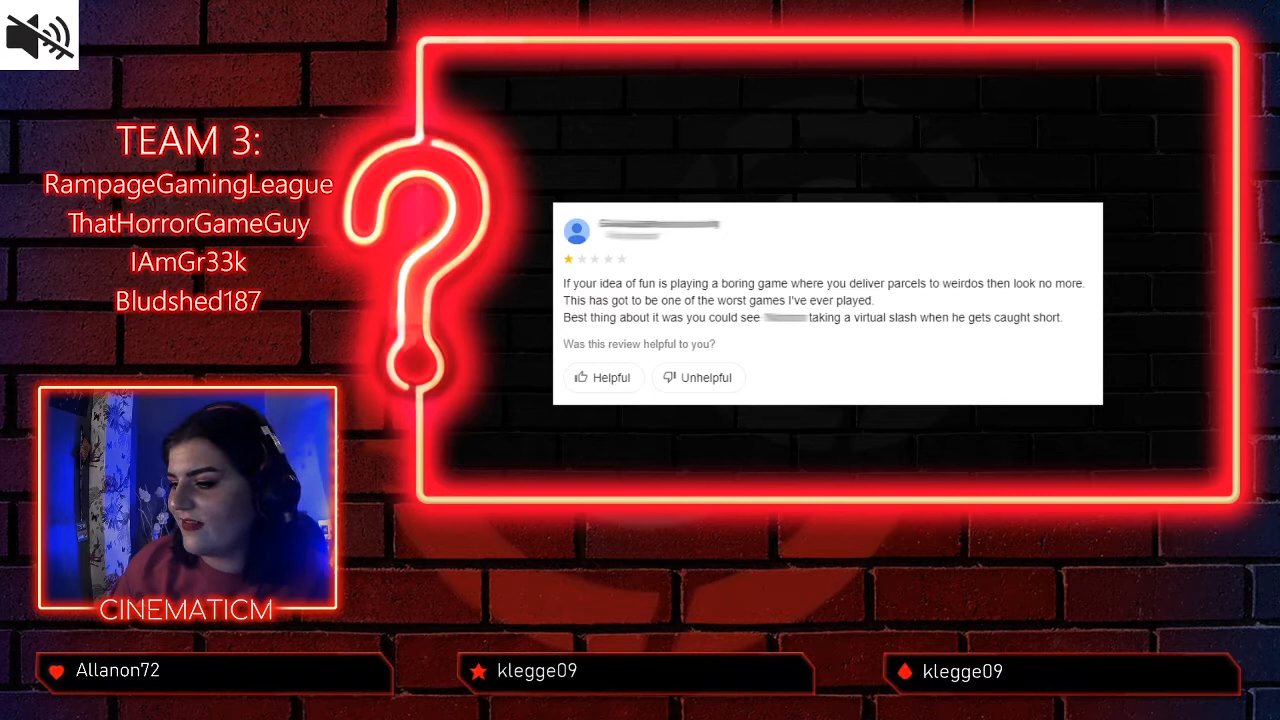 TEAM 3:
RampageGamingLeague
ThatHorrorGameGuy
IAmGr33k
Bludshed187
If your idea of fun is playing a boring game where you deliver parcels to weirdos then look no more.
This has got to be one of the worst games I've ever played.
Best thing about it was you could see taking a virtual slash when he gets caught short.
Was this review helpful to you?
Helpful
Unhelpful
CINEMATICM
Allanon72
klegge09
klegge09